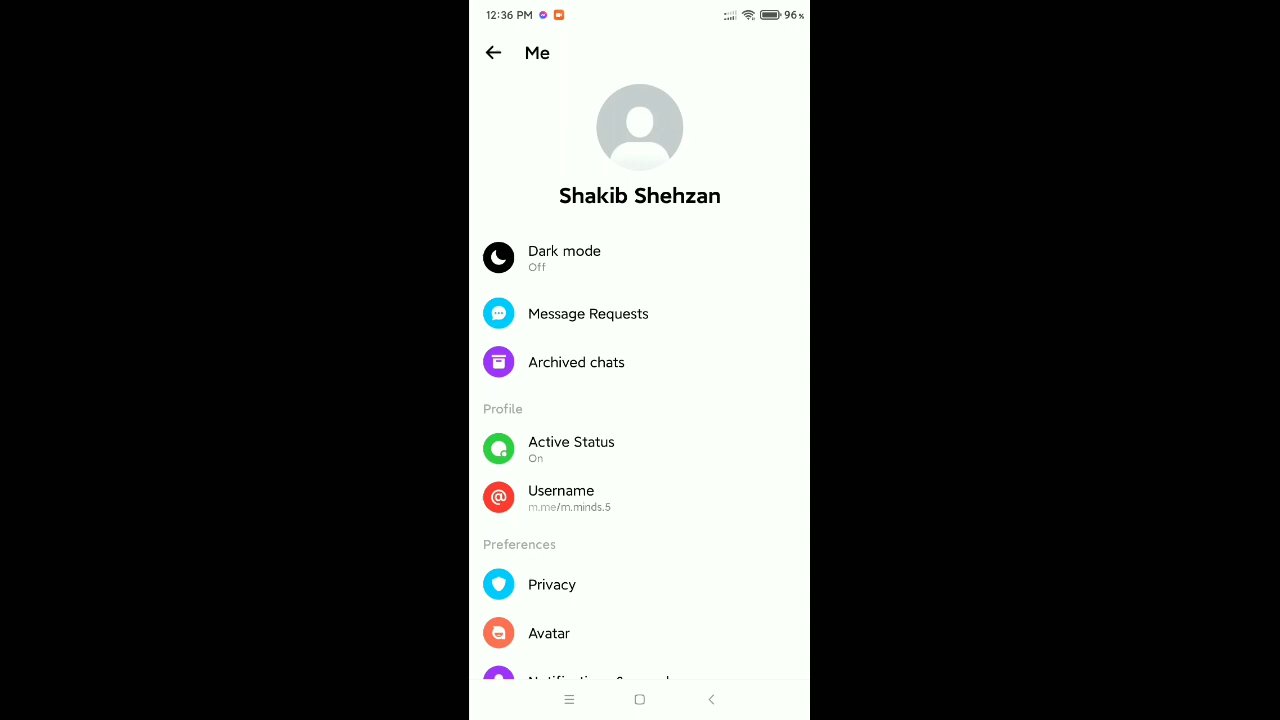 12:36 PM
96%
Me
Shakib Shehzan
Dark mode
Off
Message Requests
Archived chats
Profile
Active Status
On
Username
m.me/m.minds.5
Preferences
Privacy
Avatar